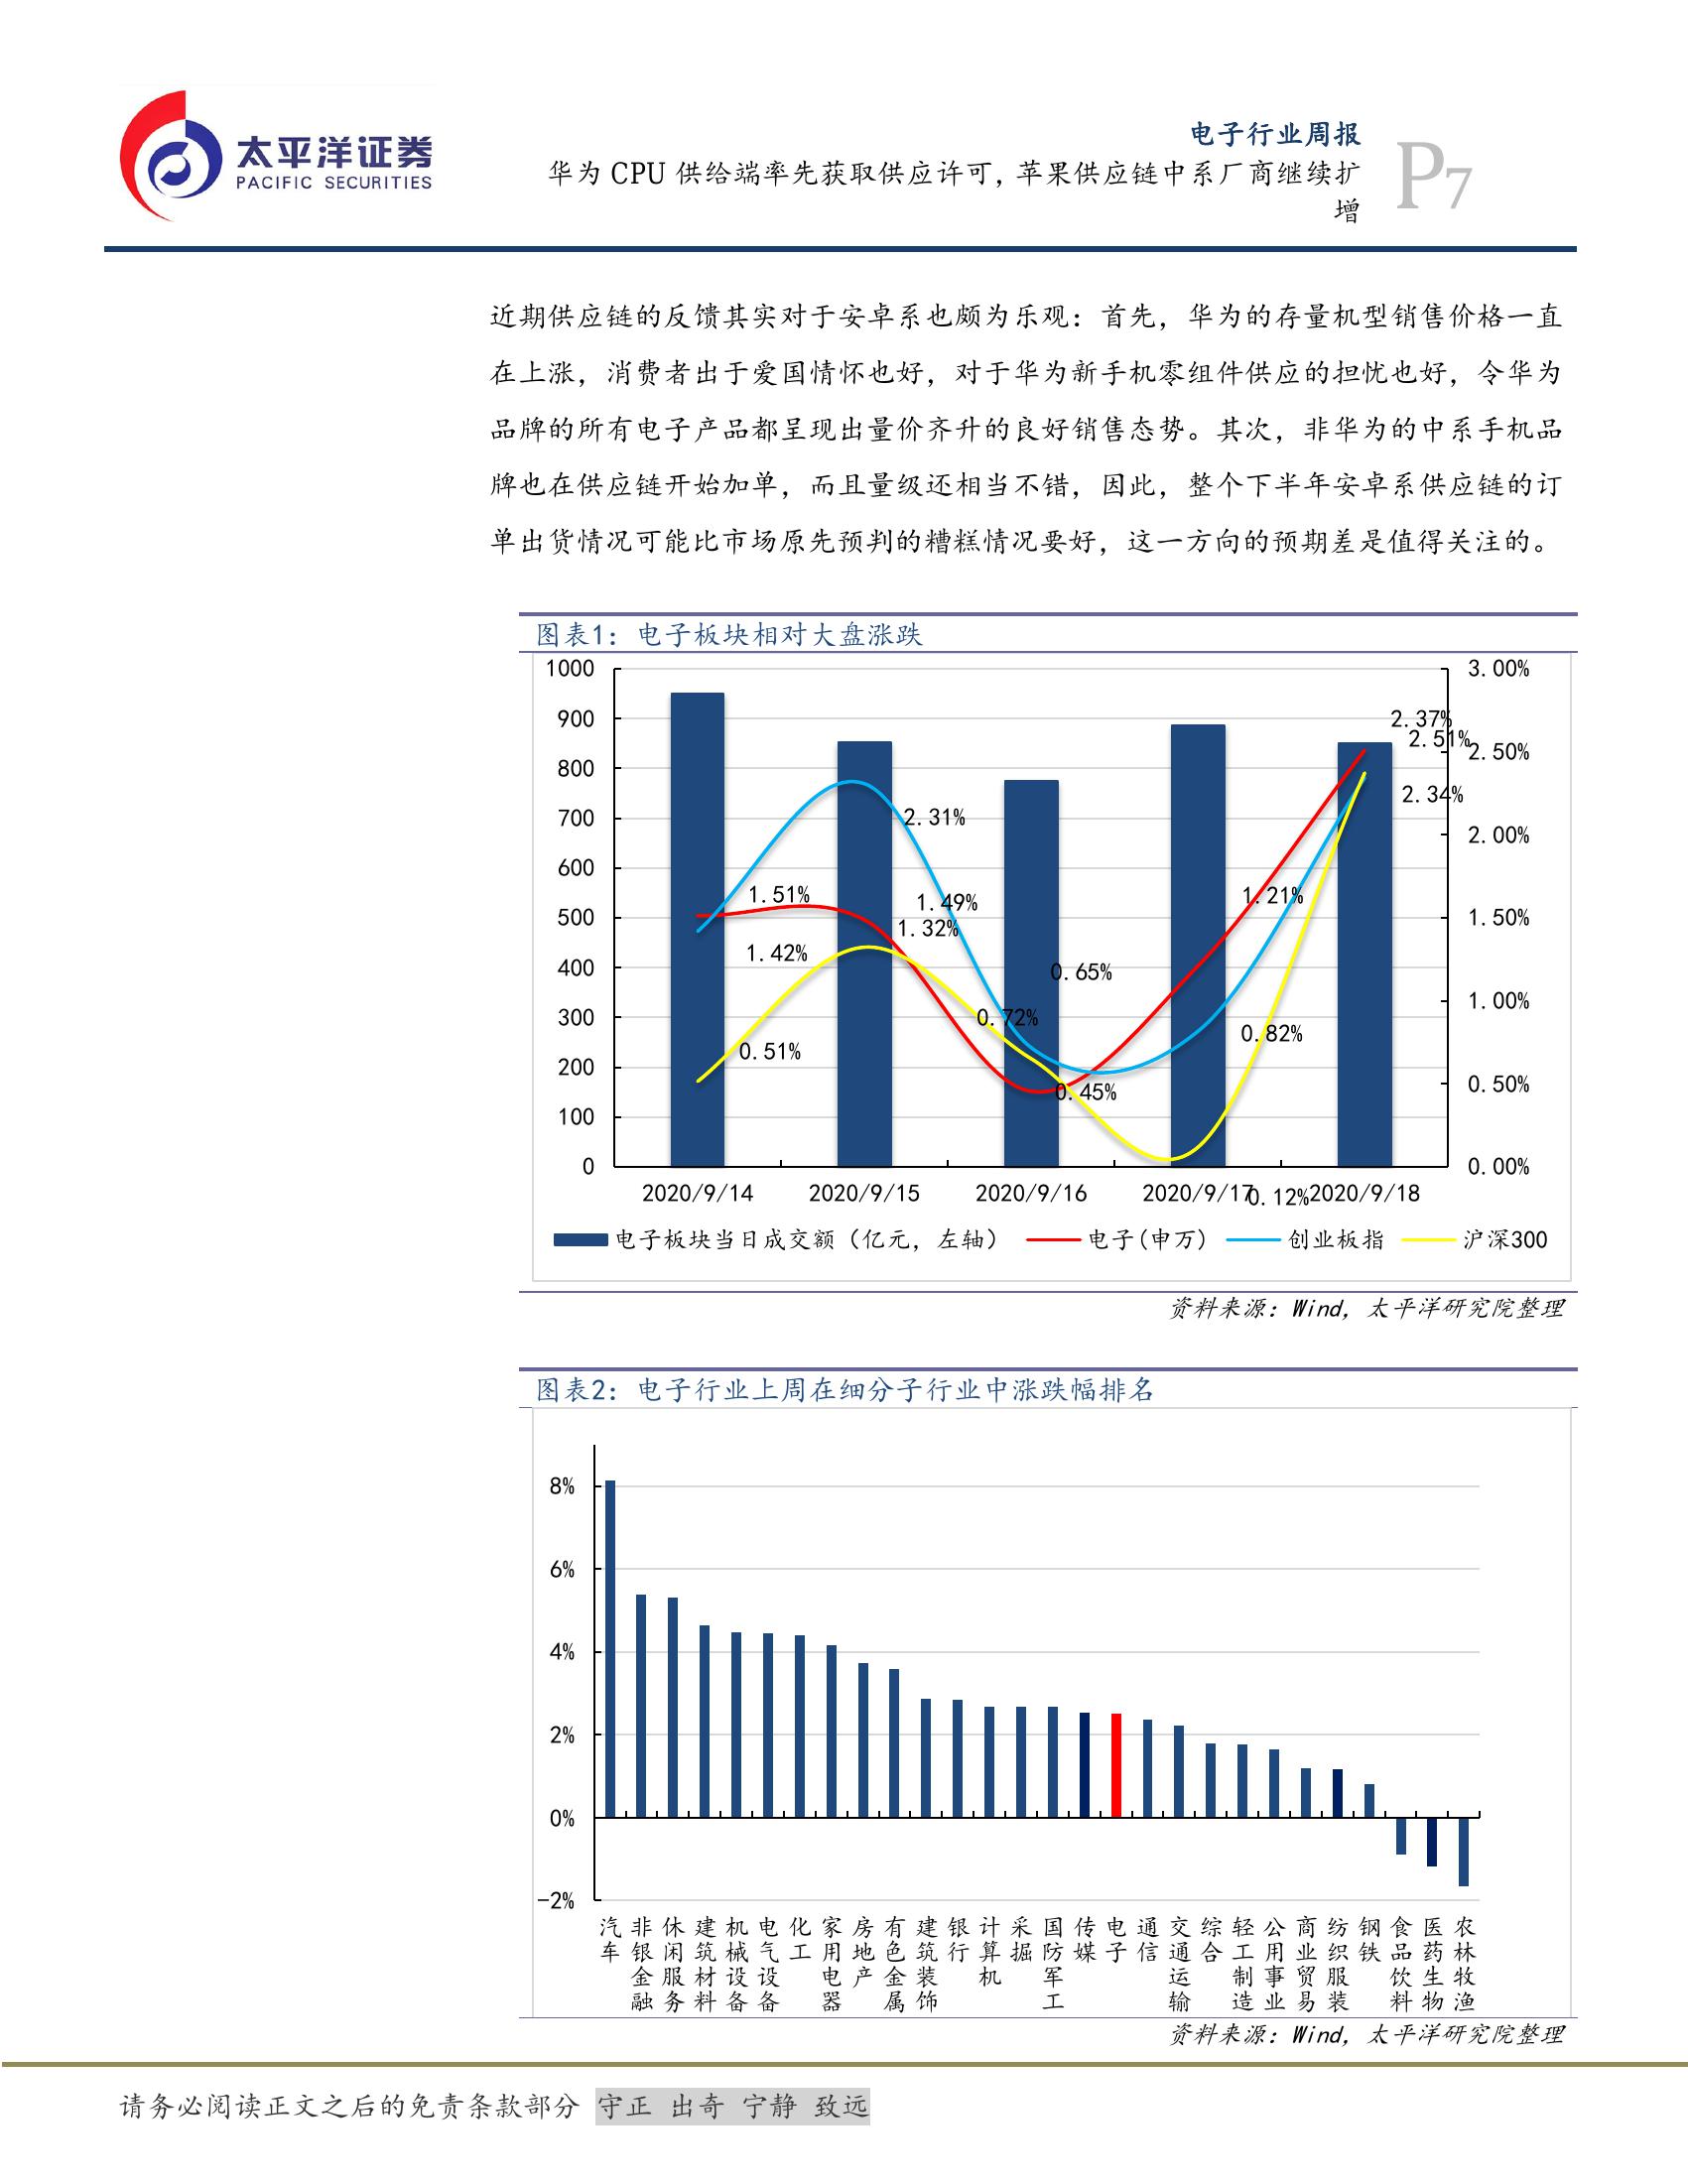 太平洋证券
PACIFIC SECURITIES
电子行业周报
华为 CPU 供给端率先获取供应许可，苹果供应链中系厂商继续扩
增
P7
近期供应链的反馈其实对于安卓系也颇为乐观：首先，华为的存量机型销售价格一直
在上涨，消费者出于爱国情怀也好，对于华为新手机零组件供应的担忧也好，令华为
品牌的所有电子产品都呈现出量价齐升的良好销售态势。其次，非华为的中系手机品
牌也在供应链开始加单，而且量级还相当不错，因此，整个下半年安卓系供应链的订
单出货情况可能比市场原先预判的糟糕情况要好，这一方向的预期差是值得关注的。
图表1：电子板块相对大盘涨跌
1000
900
800
700
600
500
400
300
200
100
0
3.00%
2.50%
2.00%
1.50%
1.00%
0.50%
0.00%
1.51%
1.42%
0.51%
2.31%
1.49%
1.32%
0.65%
0.72%
0.45%
1.21%
0.82%
0.12%
2.37%
2.51%
2.34%
2020/9/14
2020/9/15
2020/9/16
2020/9/17
2020/9/18
电子板块当日成交额（亿元，左轴）
电子(申万)
创业板指
沪深300
资料来源：Wind，太平洋研究院整理
图表2：电子行业上周在细分子行业中涨跌幅排名
8%
6%
4%
2%
0%
-2%
汽车
非银金融
休闲服务
建筑材料
机械设备
电气设备
化工
家用电器
房地产
有色金属
建筑装饰
银行
计算机
采掘
国防军工
传媒
电子
通信
交通运输
综合
轻工制造
公用事业
商业贸易
纺织服装
钢铁
食品饮料
医药生物
农林牧渔
资料来源：Wind，太平洋研究院整理
请务必阅读正文之后的免责条款部分 守正 出奇 宁静 致远